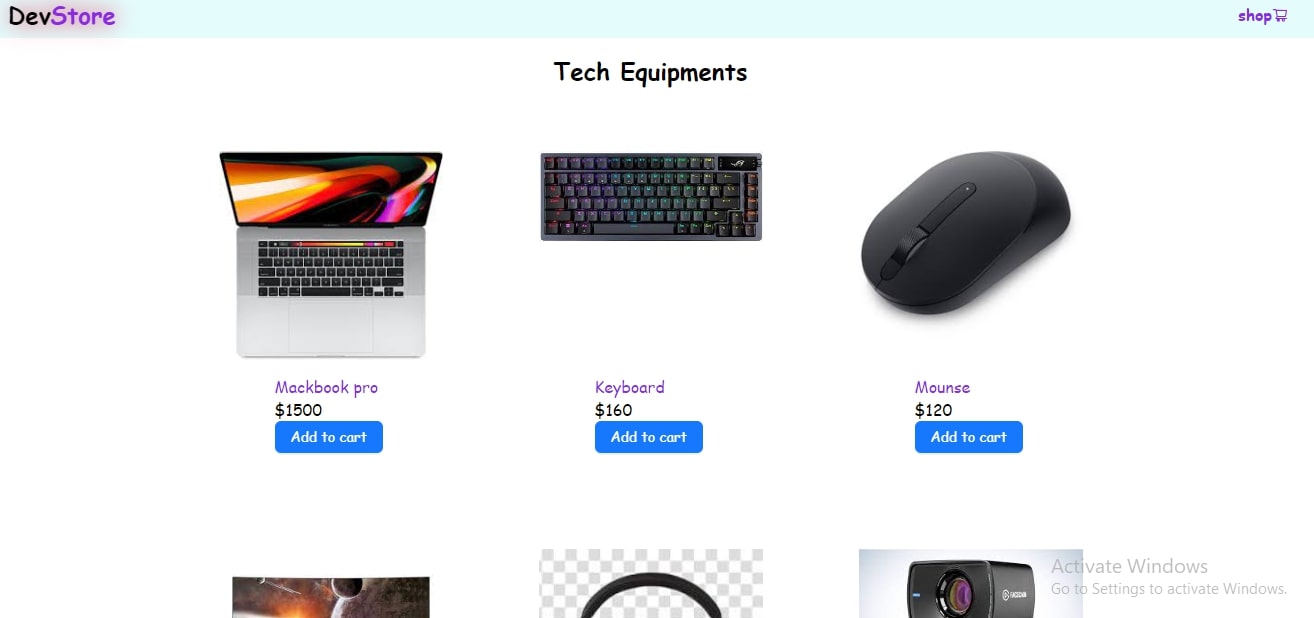 DevStore
shop
Tech Equipments
Mackbook pro
$1500
Add to cart
Keyboard
$160
Add to cart
Mounse
$120
Add to cart
FACECAM
Activate Windows
Go to Settings to activate Windows.